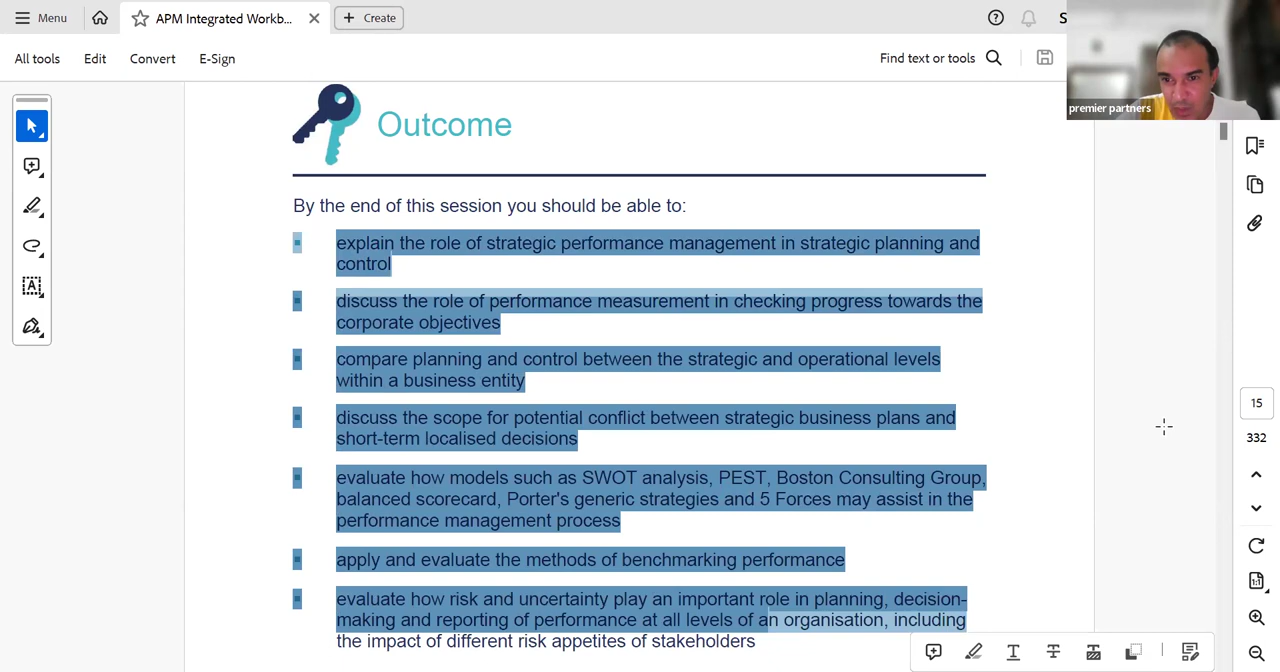 Menu
APM Integrated Workb...
Create
S
All tools
Edit
Convert
E-Sign
Find text or tools
premier partners
Outcome
By the end of this session you should be able to:
explain the role of strategic performance management in strategic planning and
control
discuss the role of performance measurement in checking progress towards the
corporate objectives
compare planning and control between the strategic and operational levels
within a business entity
discuss the scope for potential conflict between strategic business plans and
short-term localised decisions
evaluate how models such as SWOT analysis, PEST, Boston Consulting Group,
balanced scorecard, Porter's generic strategies and 5 Forces may assist in the
performance management process
apply and evaluate the methods of benchmarking performance
evaluate how risk and uncertainty play an important role in planning, decision-
making and reporting of performance at all levels of an organisation, including
the impact of different risk appetites of stakeholders
15
332
1:1